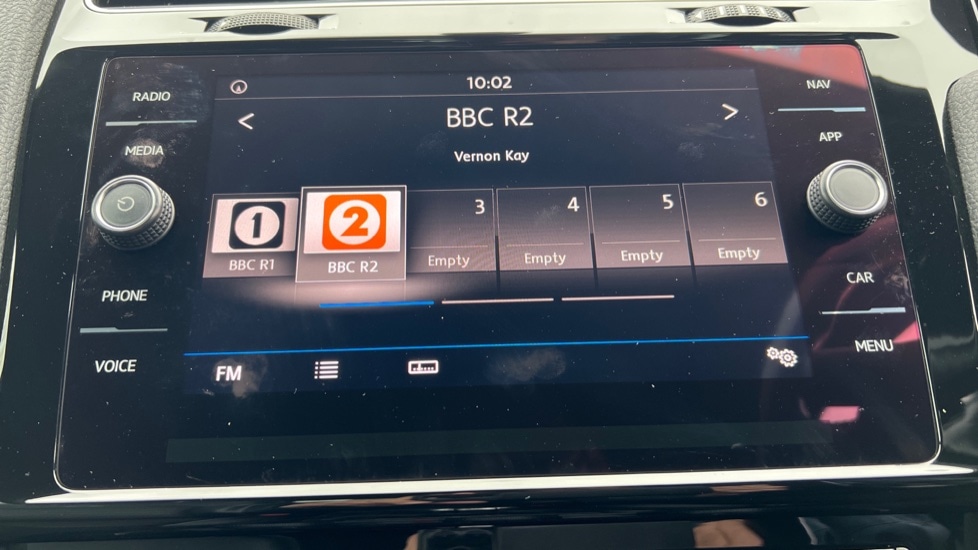 10:02
RADIO
NAV
< BBC R2 >
MEDIA
APP
Vernon Kay
1 2 3 4 5 6
BBC R1 BBC R2 Empty Empty Empty Empty
PHONE
CAR
VOICE
MENU
FM